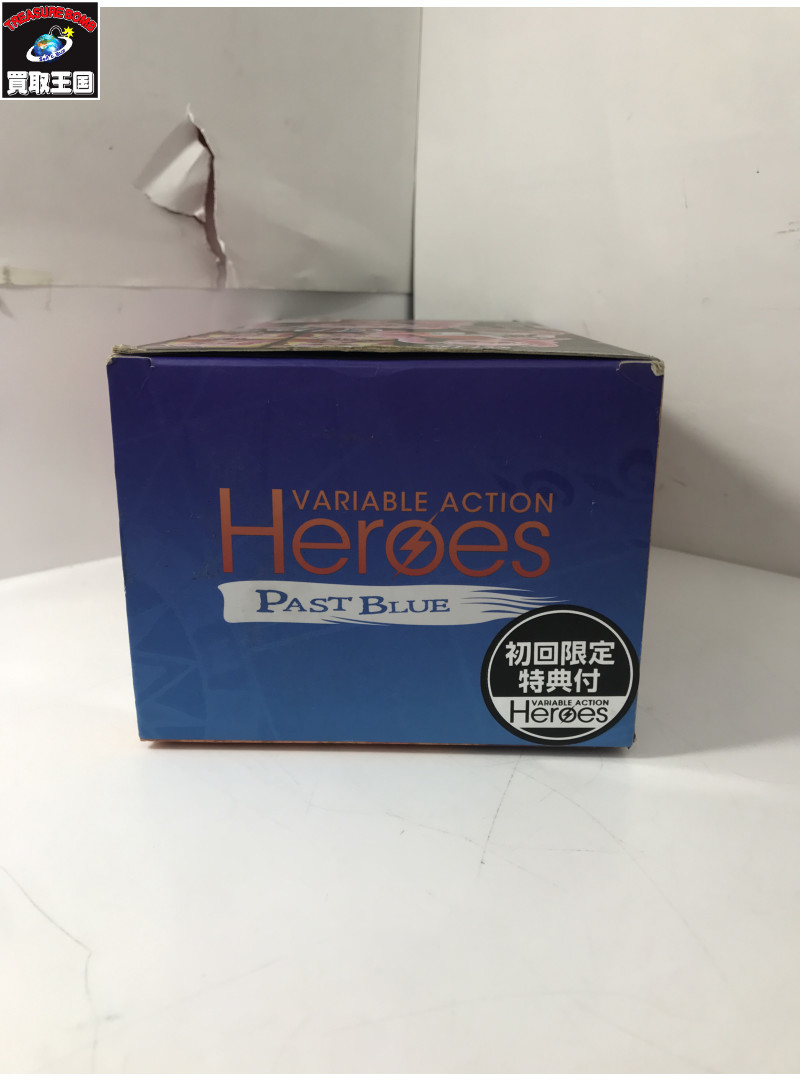 TREASURE BOMB
買取王国
VARIABLE ACTION
Heroes
PAST BLUE
初回限定
特典付
VARIABLE ACTION
Heroes